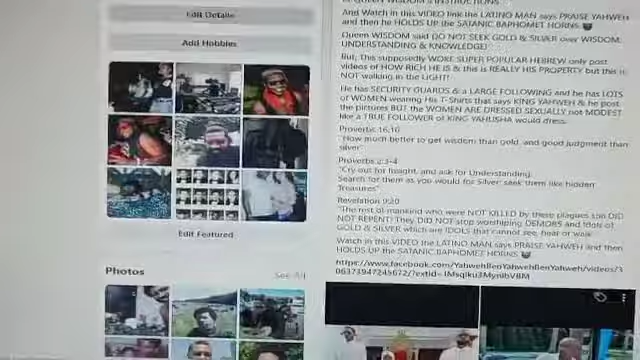 Edit Details
Add Hobbies
Edit Featured
Photos
See All
QUEEN WISDOM'S INSTRUCTIONS
And Watch in this VIDEO link the LATINO MAN says PRAISE YAHWEH
and then he HOLDS UP the SATANIC BAPHOMET HORNS
Queen WISDOM said DO NOT SEEK GOLD & SILVER over WISDOM,
UNDERSTANDING & KNOWLEDGE!
But, This supposedly WOKE SUPER POPULAR HEBREW only post
videos of HOW RICH HE IS & this is REALLY HIS PROPERTY but this is
NOT walking in the LIGHT!
He has SECURITY GUARDS & a LARGE FOLLOWING and he has LOTS
of WOMEN wearing His T-Shirts that says KING YAHWEH & he post
the pictures BUT the WOMEN ARE DRESSED SEXUALLY not MODEST
like a TRUE FOLLOWER of KING YAHUSHA would dress.
Proverbs 16:16
"How much better to get wisdom than gold, and good judgment than
silver"
Proverbs 2:3-4
"Cry out for Insight, and ask for Understanding.
Search for them as you would for Silver seek them like hidden
Treasures"
Revelation 9:20
"The rest of mankind who were NOT KILLED by these plagues still DID
NOT REPENT! They DID NOT stop worshiping DEMONS and Idols of
GOLD & SILVER which are IDOLS that cannot see, hear or walk
Watch in this VIDEO the LATINO MAN says PRAISE YAHWEH and then
HOLDS UP the SATANIC BAPHOMET HORNS
https://www.facebook.com/YahwehBenYahwehBenYahweh/videos/3